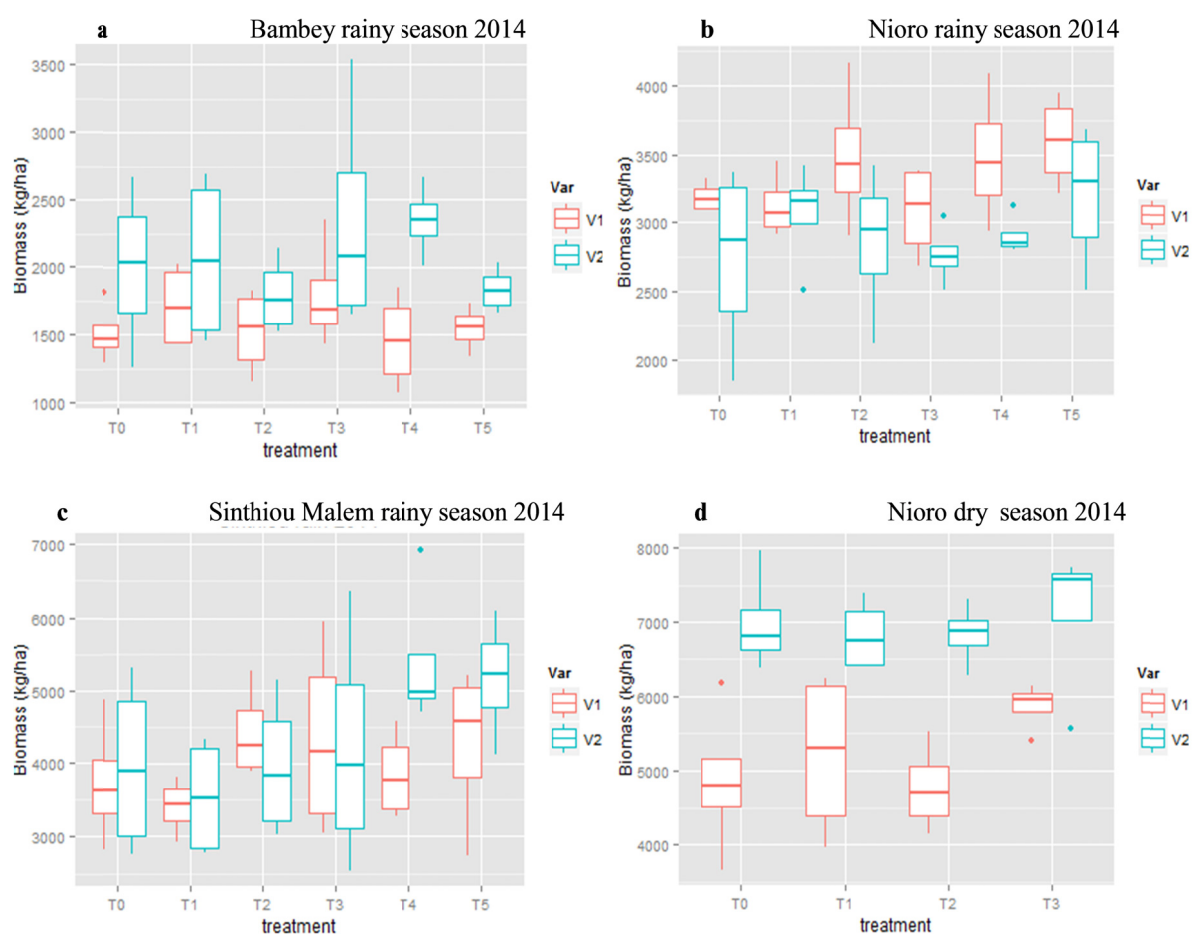 a Bambey rainy season 2014
Biomass (kg/ha)
3500
3000
2500
2000
1500
1000
T0 T1 T2 T3 T4 T5
treatment
Var
V1
V2
b Nioro rainy season 2014
Biomass (kg/ha)
4000
3500
3000
2500
2000
T0 T1 T2 T3 T4 T5
treatment
Var
V1
V2
c Sinthiou Malem rainy season 2014
Biomass (kg/ha)
7000
6000
5000
4000
3000
T0 T1 T2 T3 T4 T5
treatment
Var
V1
V2
d Nioro dry season 2014
Biomass (kg/ha)
8000
7000
6000
5000
4000
T0 T1 T2 T3
treatment
Var
V1
V2